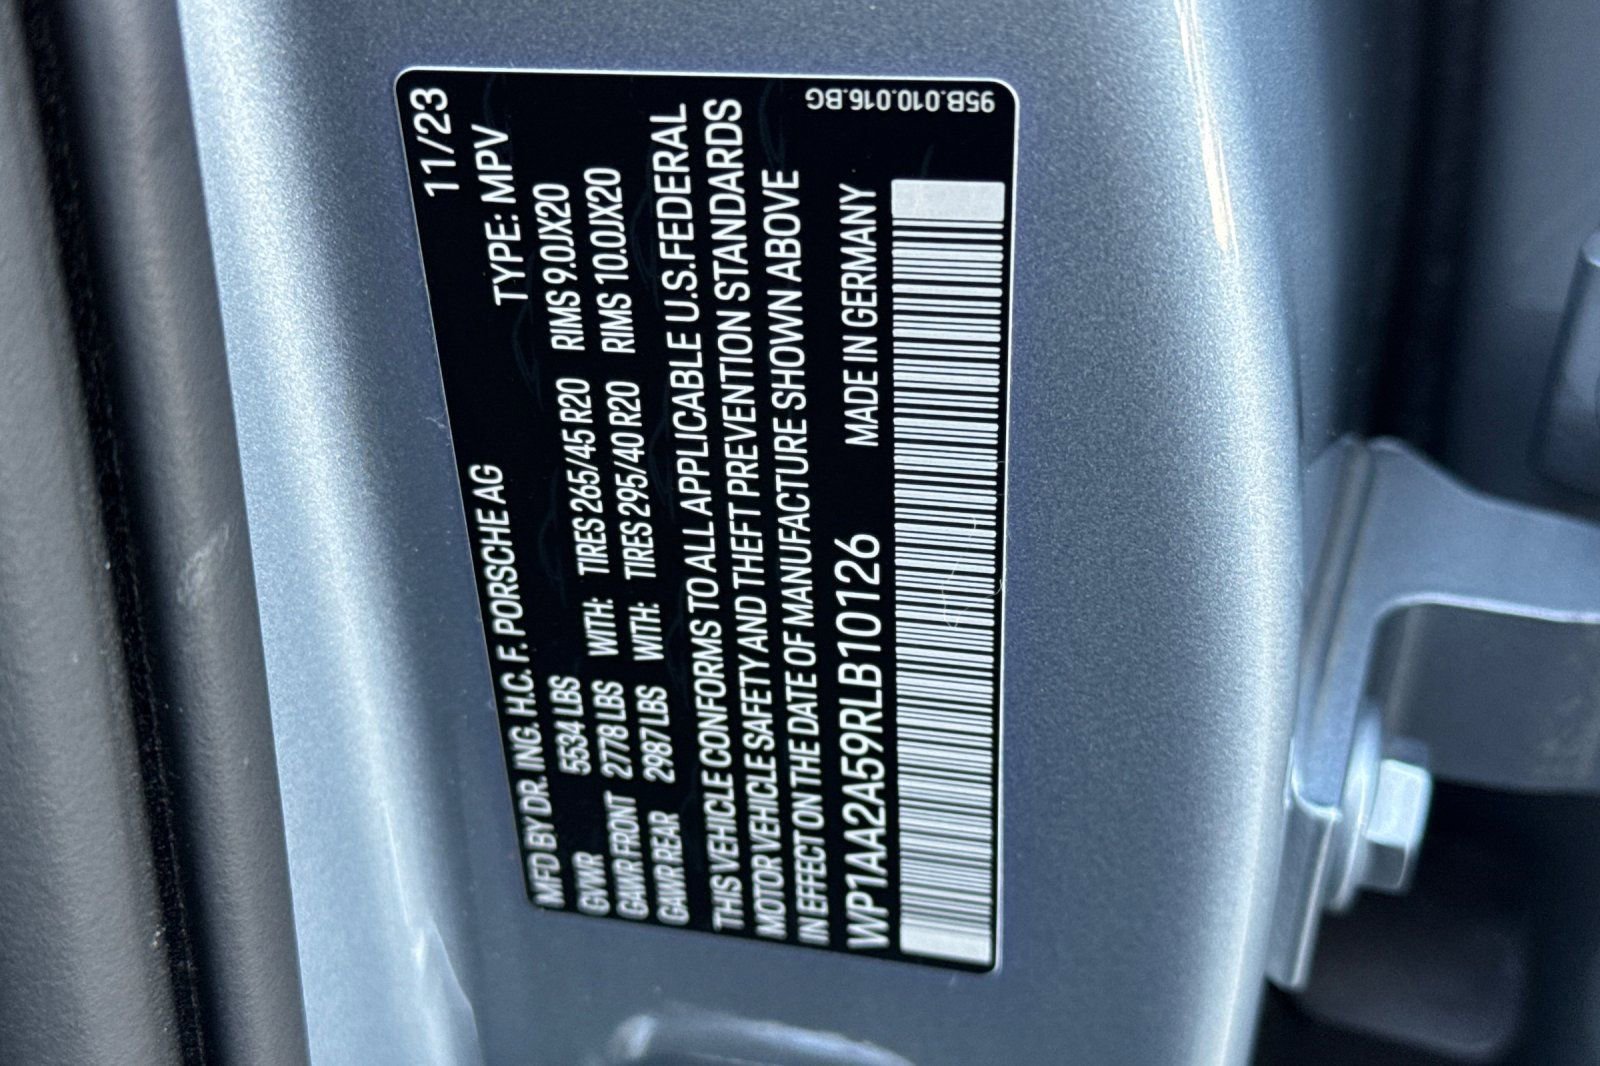 11/23
MFD BY DR. ING. H.C. F. PORSCHE AG TYPE: MPV
GVWR 5534 LBS WITH: TIRES 265/45 R20 RIMS 9.0JX20
GAWR FRONT 2778 LBS WITH: TIRES 295/40 R20 RIMS 10.0JX20
GAWR REAR 2987 LBS
THIS VEHICLE CONFORMS TO ALL APPLICABLE U.S.FEDERAL
MOTOR VEHICLE SAFETY AND THEFT PREVENTION STANDARDS
IN EFFECT ON THE DATE OF MANUFACTURE SHOWN ABOVE
WP1AA2A59RLB10126 MADE IN GERMANY
95B.010.016.BG